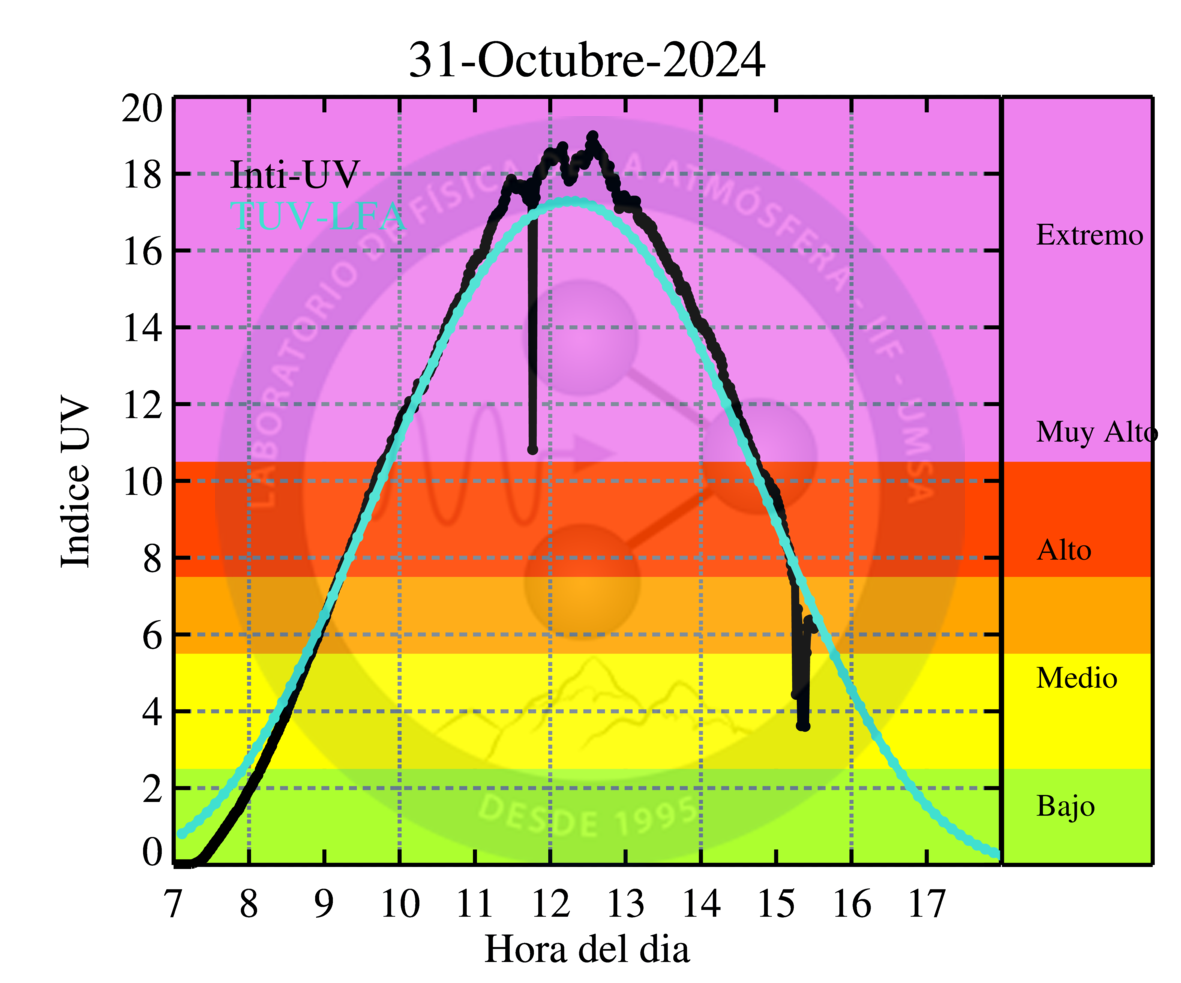 31-Octubre-2024
20
18
16
14
12
10
8
6
4
2
0
Indice UV
Inti-UV
TUV-LFA
LABORATORIO DE FÍSICA DE LA ATMÓSFERA - IIF - UMSA
DESDE 1995
Extremo
Muy Alto
Alto
Medio
Bajo
7 8 9 10 11 12 13 14 15 16 17
Hora del dia